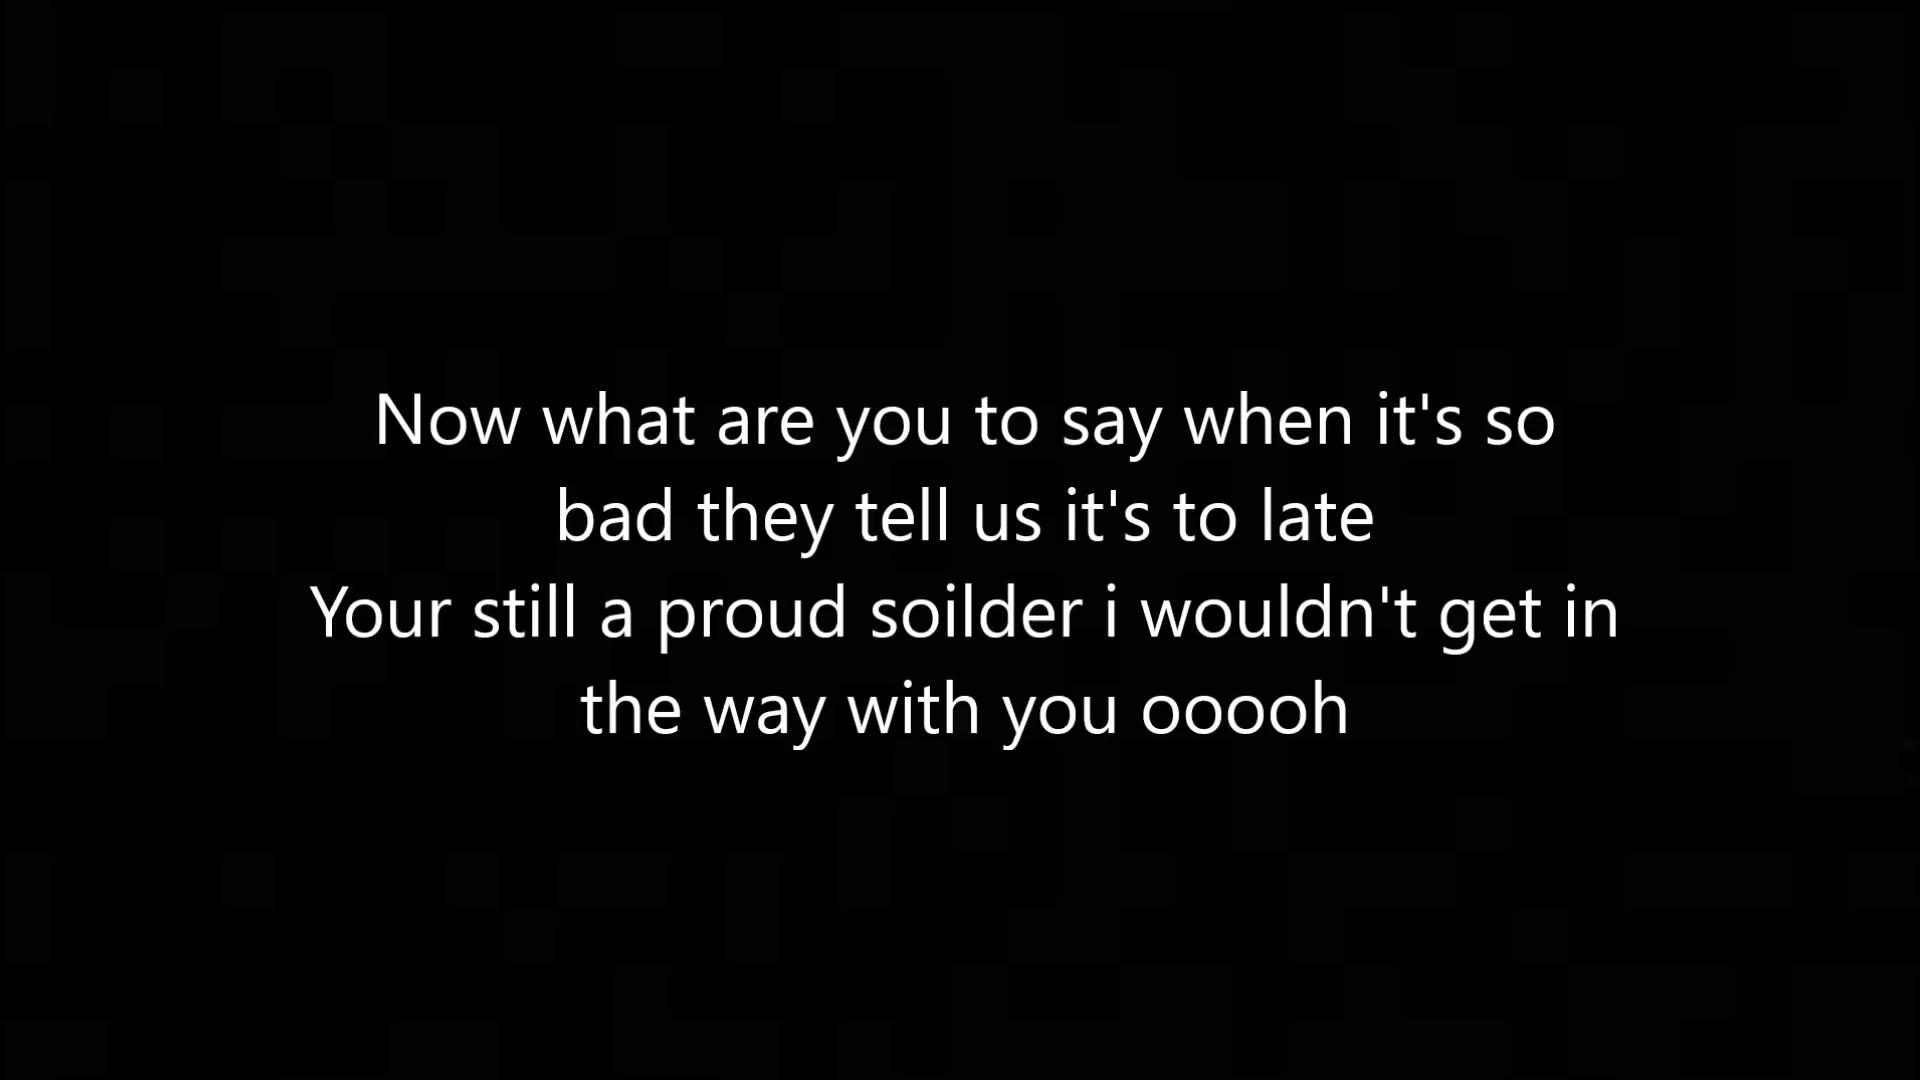 Now what are you to say when it's so
bad they tell us it's to late
Your still a proud soilder i wouldn't get in
the way with you ooooh